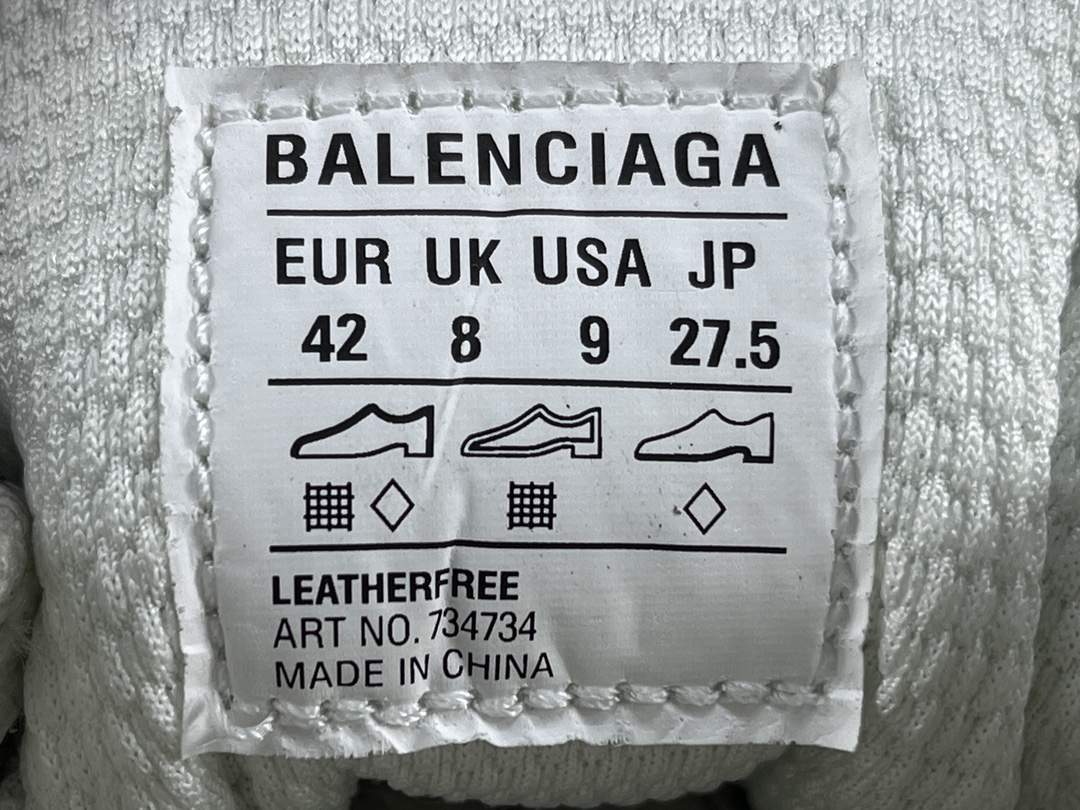 BALENCIAGA
EUR UK USA JP
42 8 9 27.5
LEATHERFREE
ART NO. 734734
MADE IN CHINA